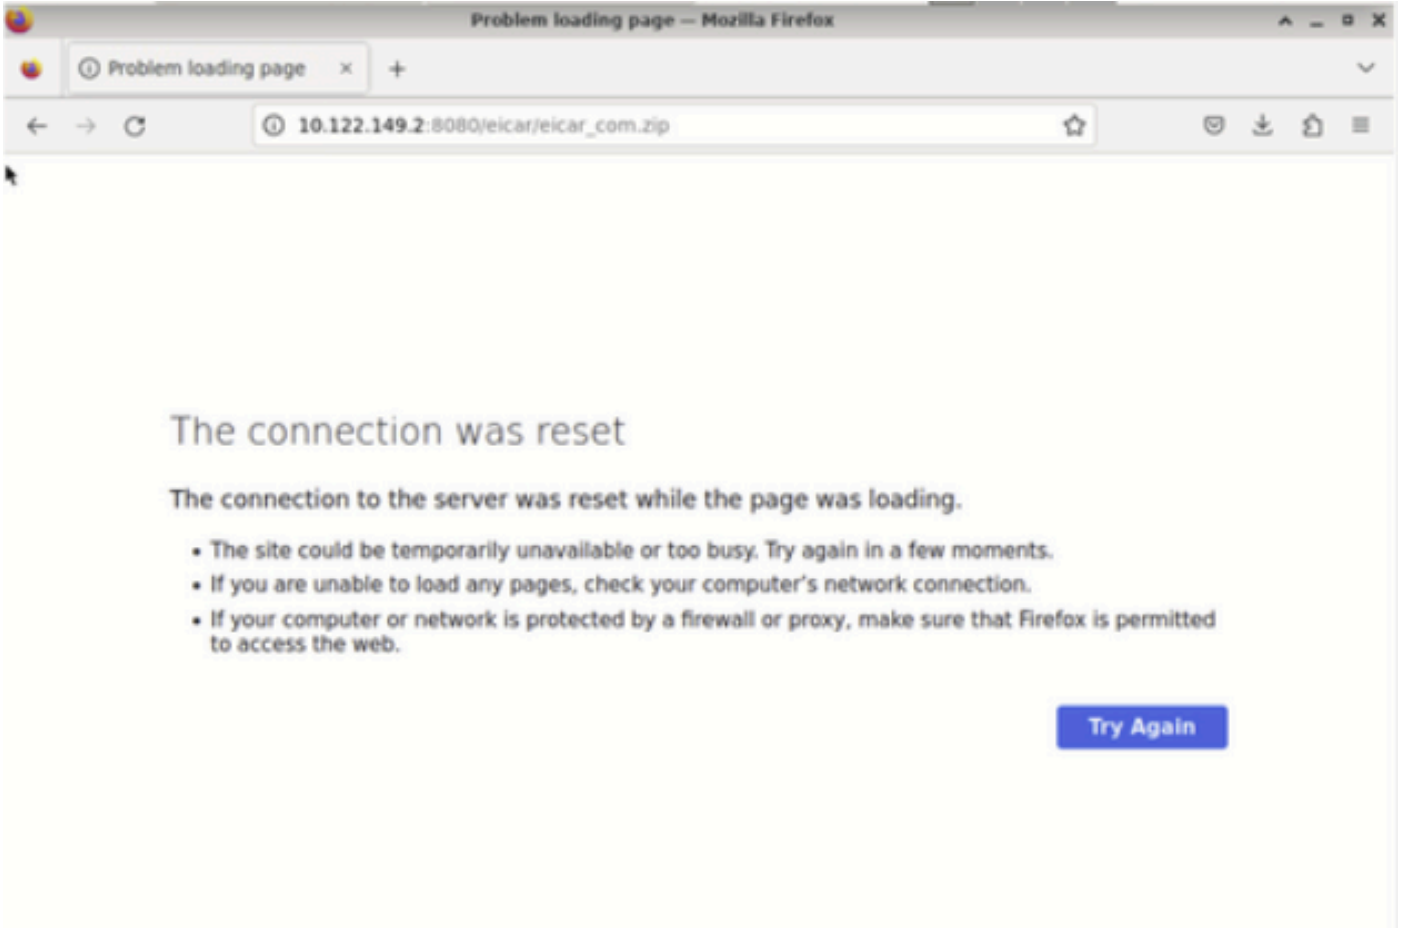 Problem loading page — Mozilla Firefox
Problem loading page
10.122.149.2:8080/eicar/eicar_com.zip
The connection was reset
The connection to the server was reset while the page was loading.
• The site could be temporarily unavailable or too busy. Try again in a few moments.
• If you are unable to load any pages, check your computer’s network connection.
• If your computer or network is protected by a firewall or proxy, make sure that Firefox is permitted
to access the web.
Try Again